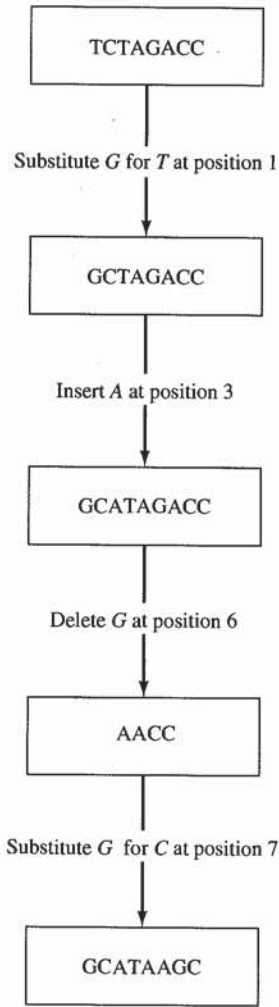 TCTAGACC
Substitute G for T at position 1
GCTAGACC
Insert A at position 3
GCATAGACC
Delete G at position 6
AACC
Substitute G for C at position 7
GCATAAGC